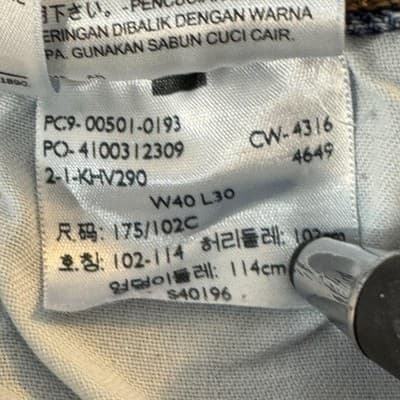 下さい。-PENCUCIAN
ERINGAN DIBALIK DENGAN WARNA
PA. GUNAKAN SABUN CUCI CAIR.
PC9-00501-0193
PO-4100312309
2-1-KHV290
CW-4316
4649
W40 L30
尺码: 175/102C
허리둘레: 102cm
호칭: 102-114
엉덩이둘레: 114cm
S40196